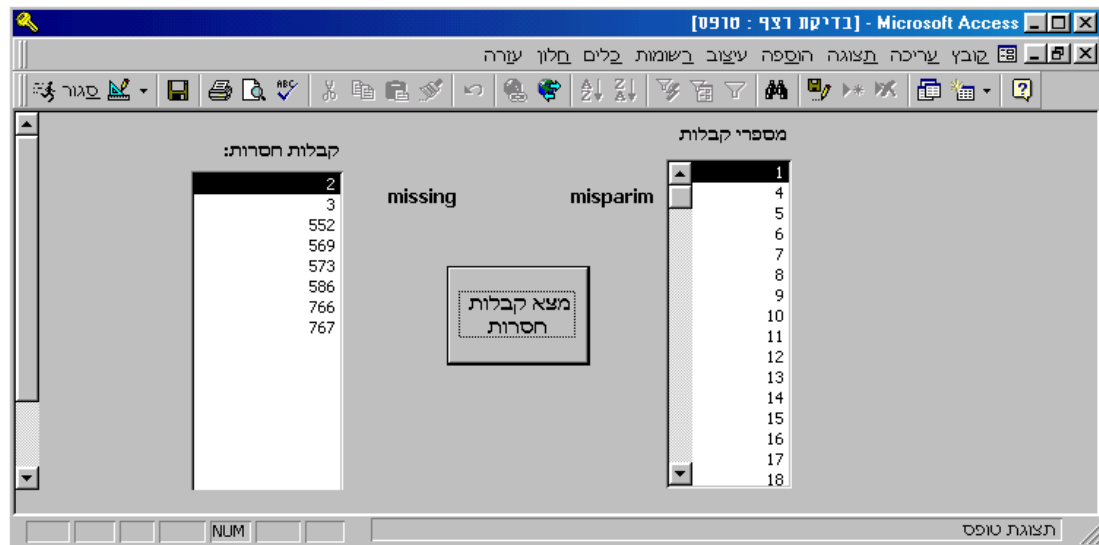 [בדיקת רצף : טופס] - Microsoft Access
קובץ עריכה תצוגה הוספה עיצוב רשומות כלים חלון עזרה
סגור
ABC
מספרי קבלות
1
4
5
6
7
8
9
10
11
12
13
14
15
16
17
18
misparim
missing
מצא קבלות
חסרות
קבלות חסרות:
2
3
552
569
573
586
766
767
תצוגת טופס
NUM